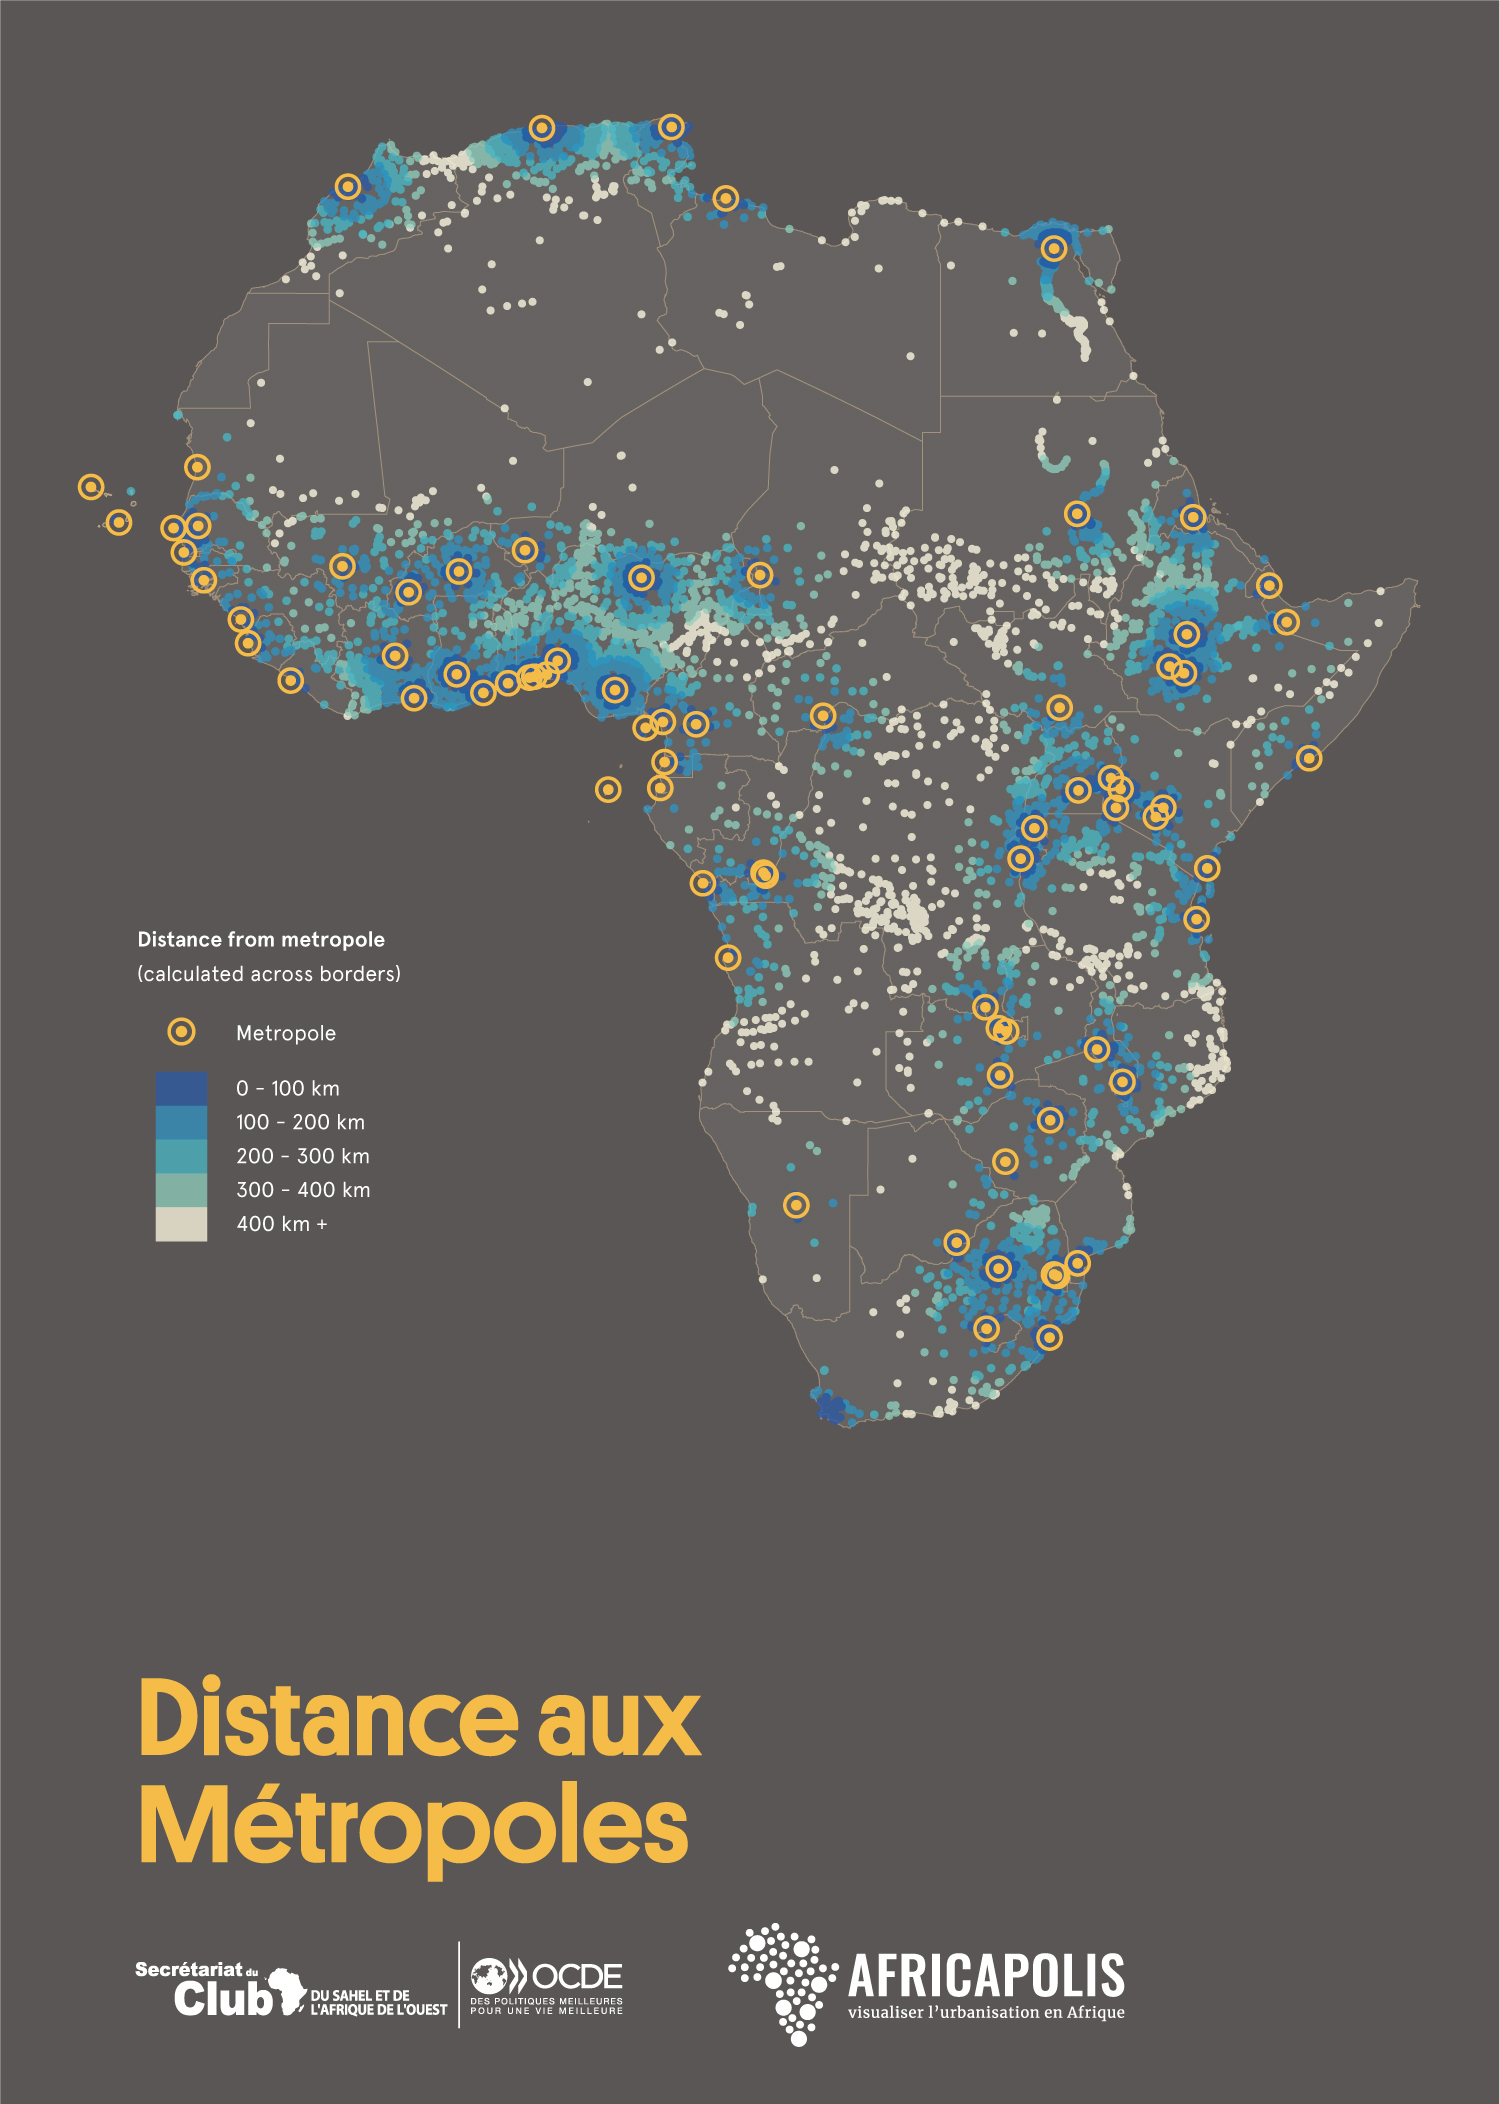 Distance from metropole
(calculated across borders)
Metropole
0 - 100 km
100 - 200 km
200 - 300 km
300 - 400 km
400 km +
Distance aux
Métropoles
Secrétariat du
Club
DU SAHEL ET DE
L'AFRIQUE DE L'OUEST
OCDE
DES POLITIQUES MEILLEURES
POUR UNE VIE MEILLEURE
AFRICAPOLIS
visualiser l'urbanisation en Afrique